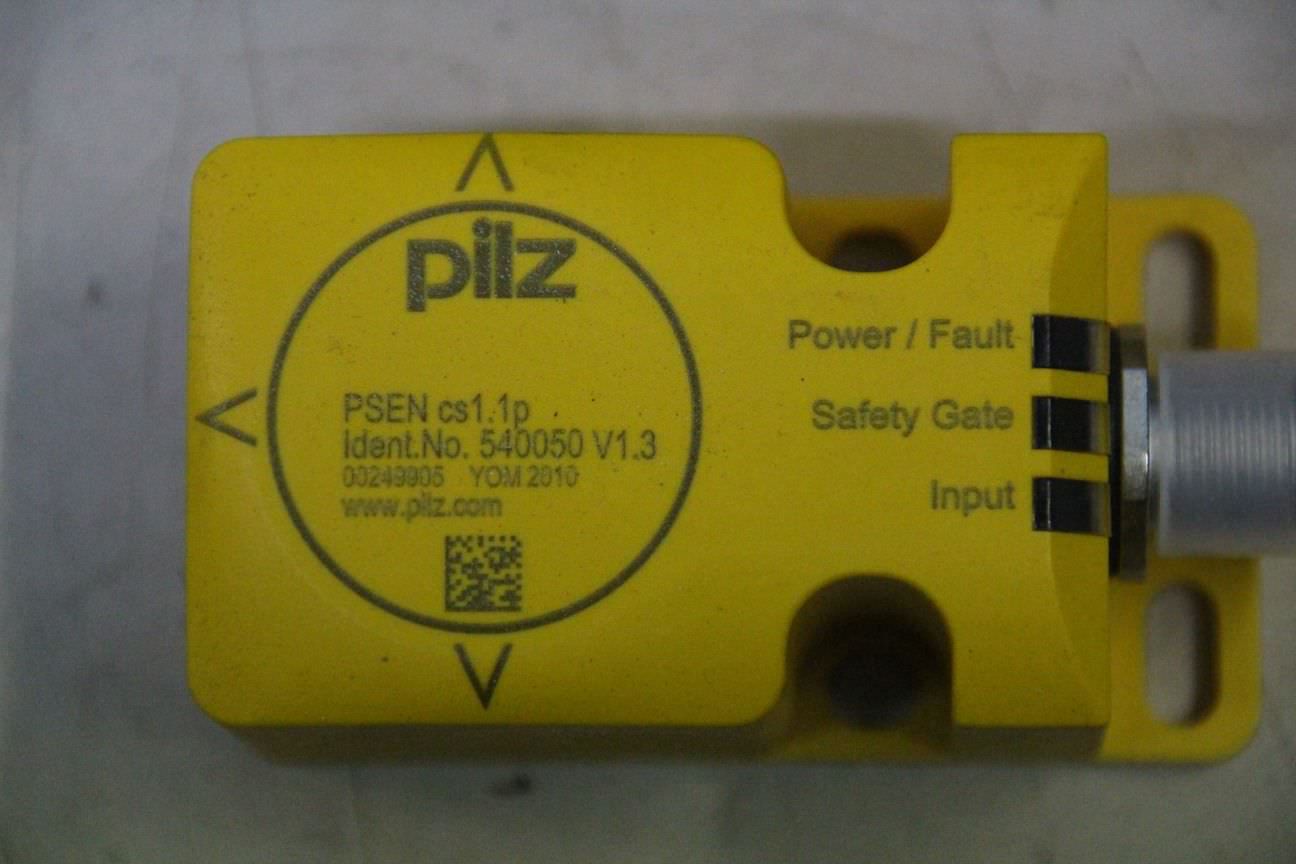 pilz
PSEN cs1.1p
Ident.No. 540050 V1.3
00249905 YOM 2010
www.pilz.com
Power / Fault
Safety Gate
Input